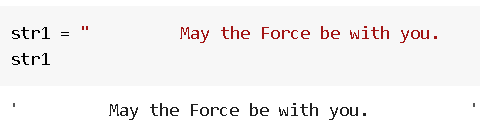 str1 = "         May the Force be with you.
str1
'         May the Force be with you.          '